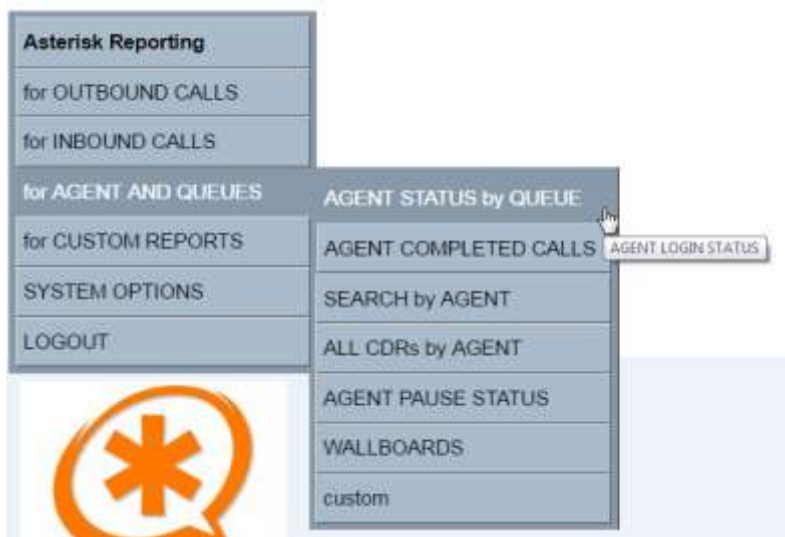 Asterisk Reporting
for OUTBOUND CALLS
for INBOUND CALLS
for AGENT AND QUEUES
for CUSTOM REPORTS
SYSTEM OPTIONS
LOGOUT
AGENT STATUS by QUEUE
AGENT COMPLETED CALLS
SEARCH by AGENT
ALL CDRs by AGENT
AGENT PAUSE STATUS
WALLBOARDS
custom
AGENT LOGIN STATUS